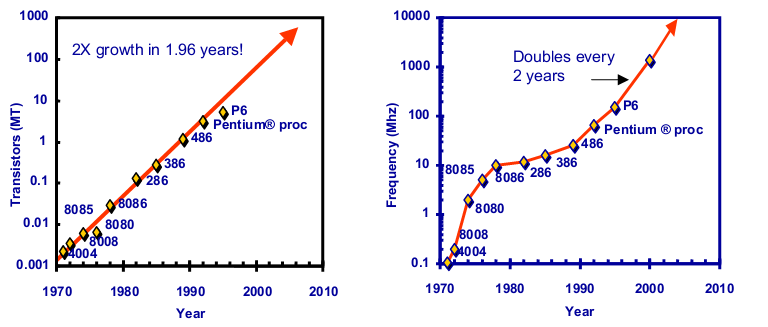 1000
100
10
1
0.1
0.01
0.001
Transistors (MT)
2X growth in 1.96 years!
P6
Pentium® proc
486
386
286
8086
8085
8080
8008
4004
1970 1980 1990 2000 2010
Year
10000
1000
100
10
1
0.1
Frequency (Mhz)
Doubles every
2 years
P6
Pentium ® proc
486
386
286
8086
8085
8080
8008
4004
1970 1980 1990 2000 2010
Year